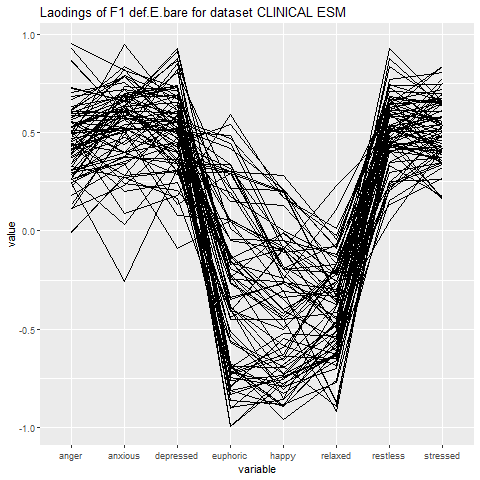 Laodings of F1 def.E.bare for dataset CLINICAL ESM
1.0
0.5
0.0
-0.5
-1.0
value
anger anxious depressed euphoric happy relaxed restless stressed
variable